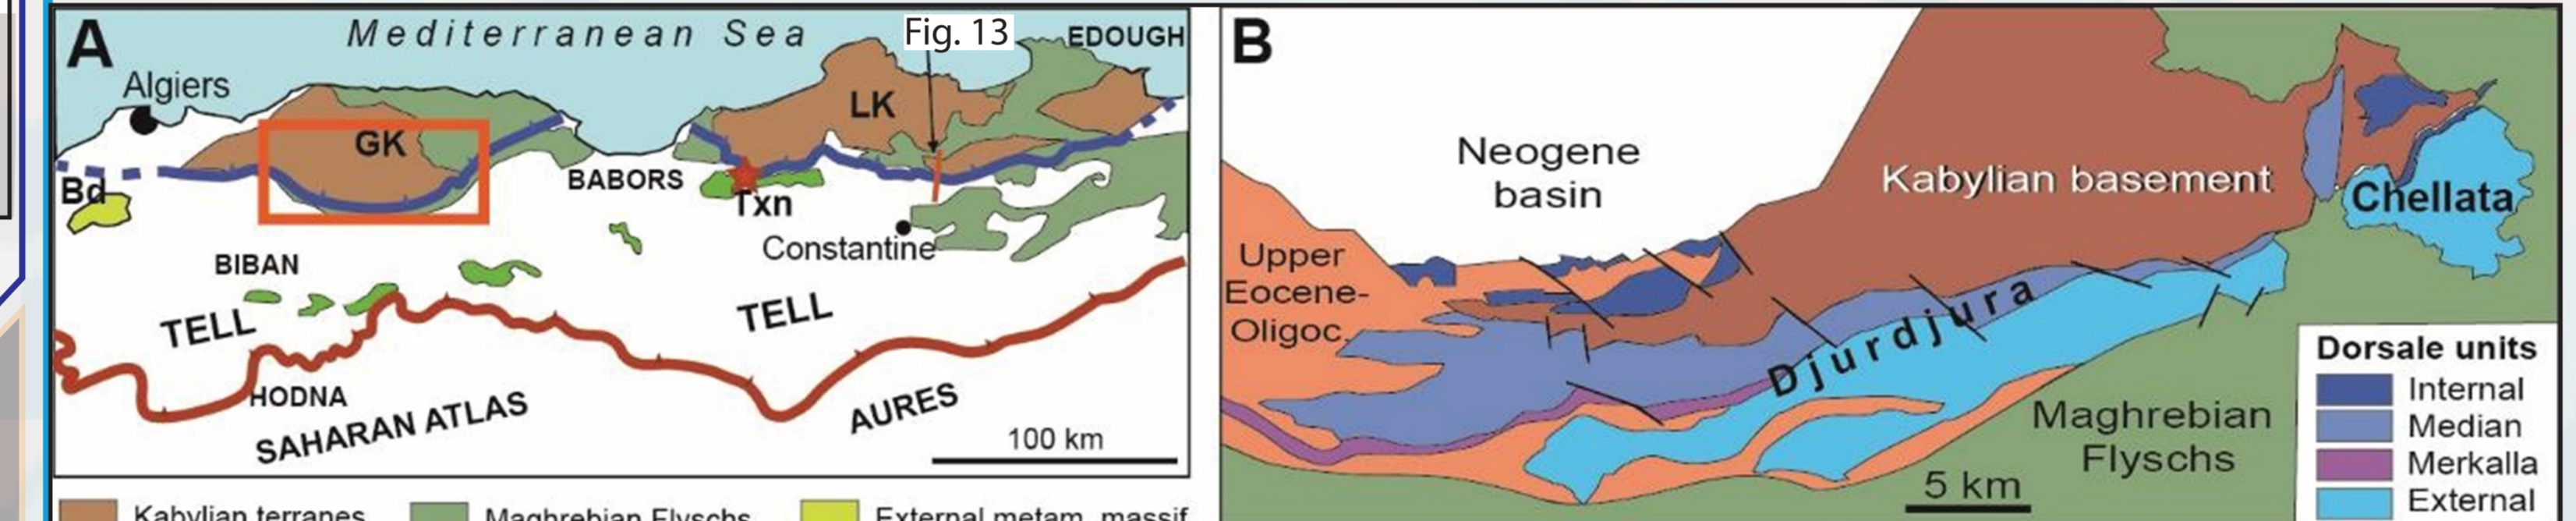 A
Mediterranean Sea
Fig. 13
EDOUGH
Algiers
LK
GK
BABORS
Bd
Txn
Constantine
BIBAN
TELL
TELL
HODNA
SAHARAN ATLAS
AURES
100 km
Kabylian terranes
Maghrebian Flyschs
External metam. massif
B
Neogene
basin
Kabylian basement
Chellata
Upper
Eocene-
Oligoc.
Djurdjura
Maghrebian
Flyschs
5 km
Dorsale units
Internal
Median
Merkalla
External